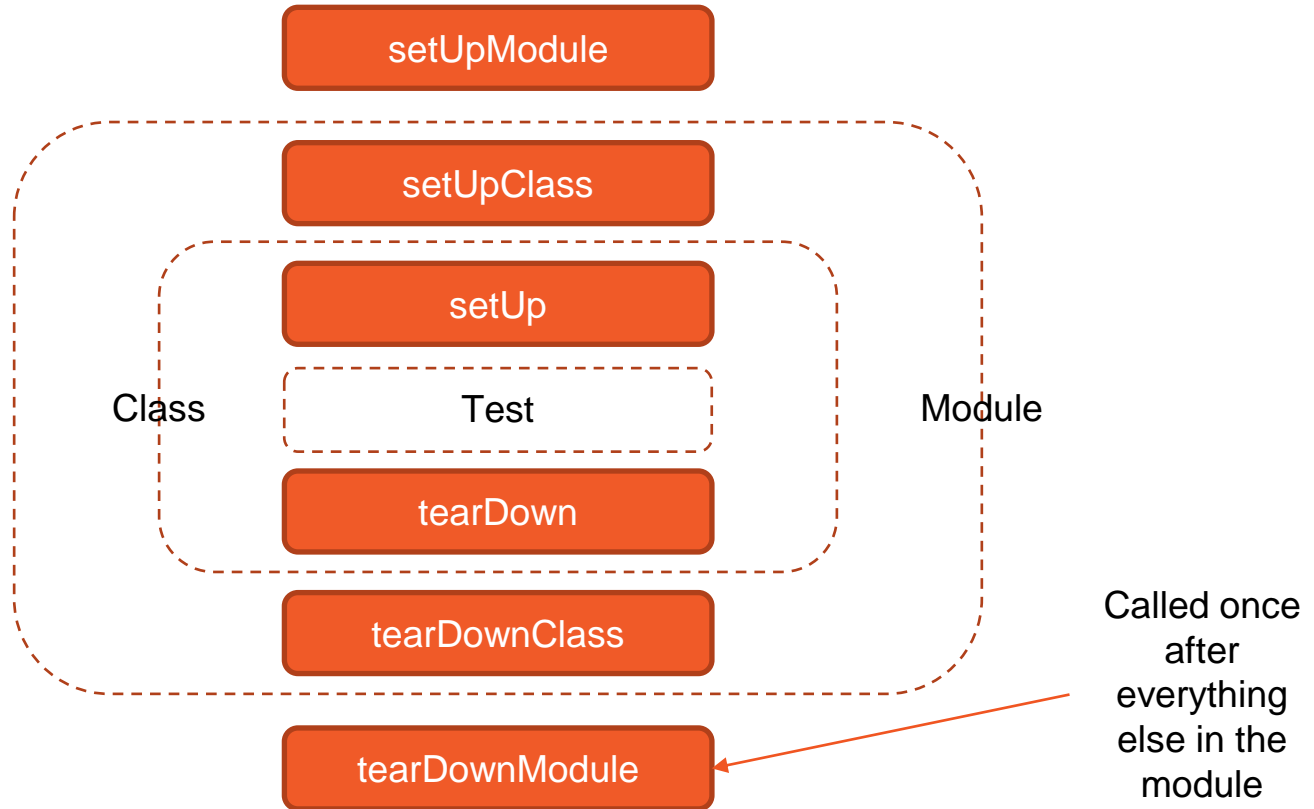 setUpModule
setUpClass
setUp
Class
Test
Module
tearDown
tearDownClass
Called once
after
everything
else in the
module
tearDownModule